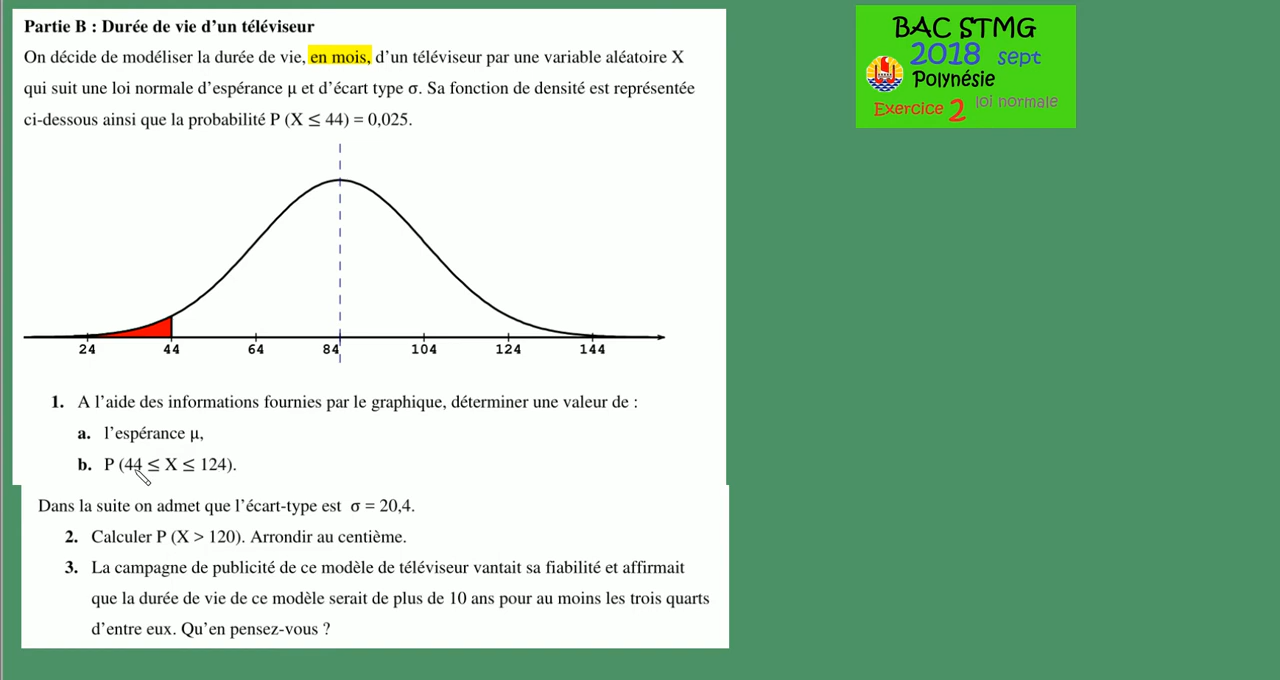 Partie B : Durée de vie d'un téléviseur
On décide de modéliser la durée de vie, en mois, d'un téléviseur par une variable aléatoire X
qui suit une loi normale d'espérance μ et d'écart type σ. Sa fonction de densité est représentée
ci-dessous ainsi que la probabilité P (X ≤ 44) = 0,025.
24 44 64 84 104 124 144
1. A l'aide des informations fournies par le graphique, déterminer une valeur de :
a. l'espérance μ,
b. P (44 ≤ X ≤ 124).
Dans la suite on admet que l'écart-type est σ = 20,4.
2. Calculer P (X > 120). Arrondir au centième.
3. La campagne de publicité de ce modèle de téléviseur vantait sa fiabilité et affirmait
que la durée de vie de ce modèle serait de plus de 10 ans pour au moins les trois quarts
d'entre eux. Qu'en pensez-vous ?
BAC STMG
2018 sept
Polynésie
Exercice 2 loi normale